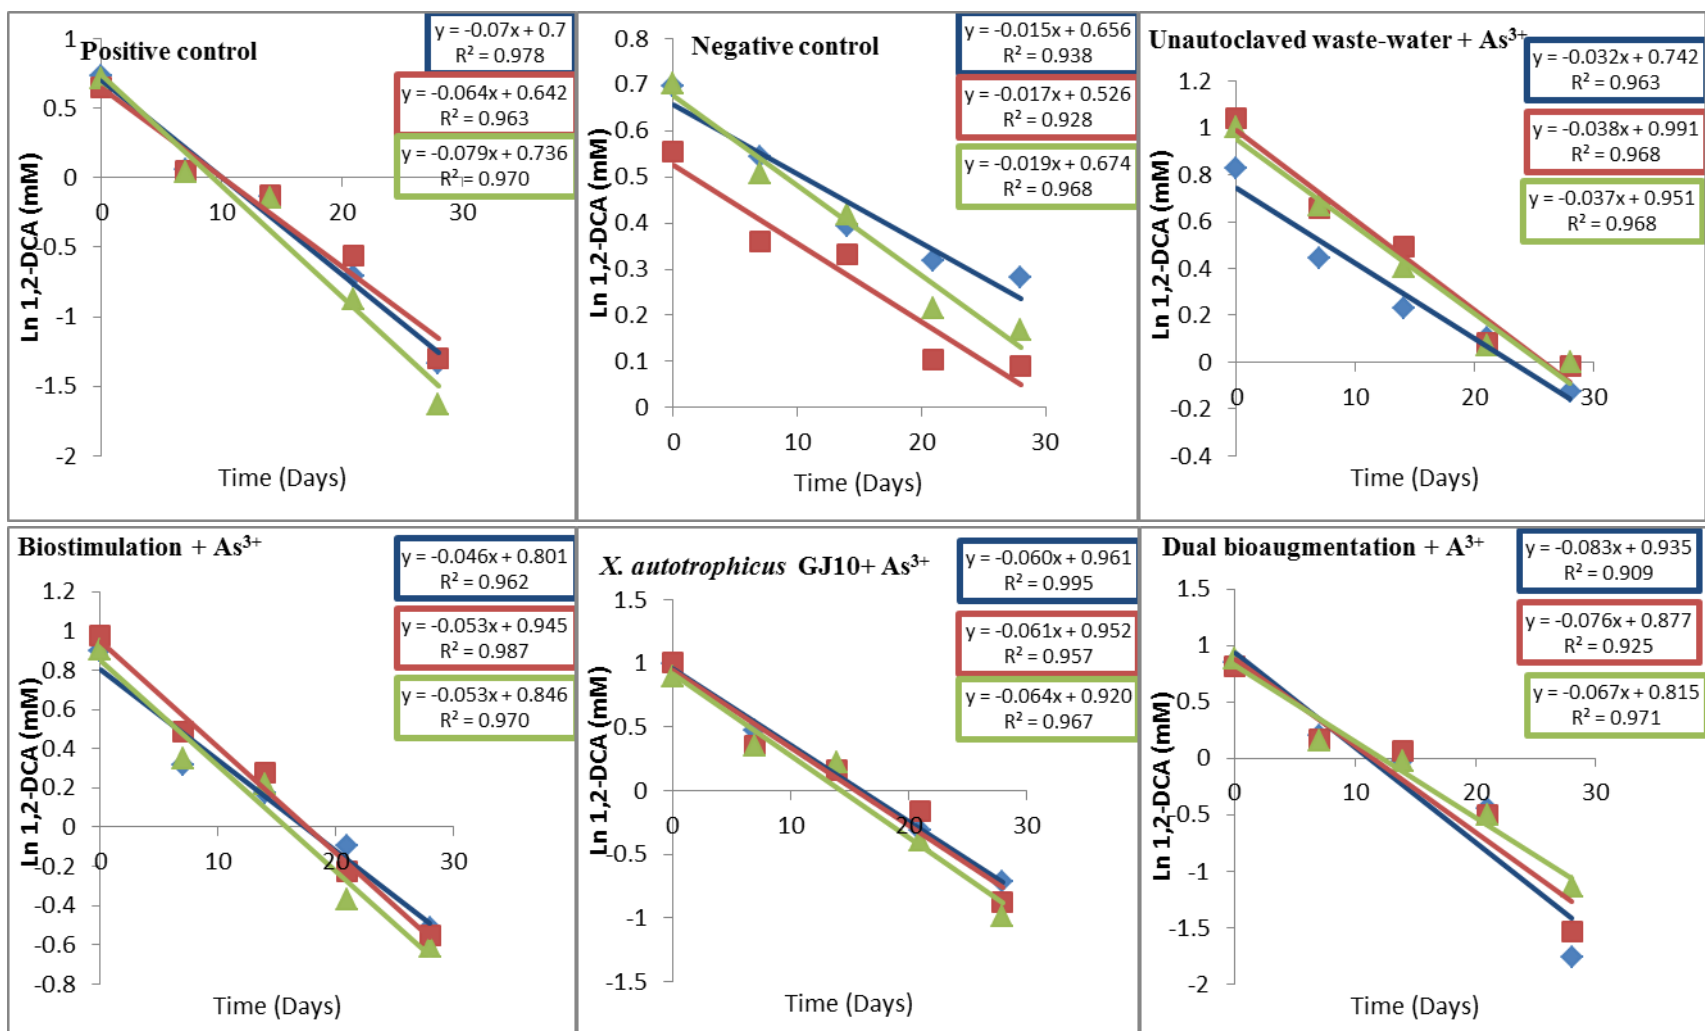 Positive control
y = -0.07x + 0.7
R² = 0.978
y = -0.064x + 0.642
R² = 0.963
y = -0.079x + 0.736
R² = 0.970
1
0.5
0
-0.5
-1
-1.5
-2
0
10
20
30
Ln 1,2-DCA (mM)
Time (Days)
Negative control
y = -0.015x + 0.656
R² = 0.938
y = -0.017x + 0.526
R² = 0.928
y = -0.019x + 0.674
R² = 0.968
0.8
0.7
0.6
0.5
0.4
0.3
0.2
0.1
0
0
10
20
30
Ln 1,2-DCA (mM)
Time (Days)
Unautoclaved waste-water + As³⁺
y = -0.032x + 0.742
R² = 0.963
y = -0.038x + 0.991
R² = 0.968
y = -0.037x + 0.951
R² = 0.968
1.2
1
0.8
0.6
0.4
0.2
0
-0.2
-0.4
0
10
20
30
Ln 1,2-DCA (mM)
Time (Days)
Biostimulation + As³⁺
y = -0.046x + 0.801
R² = 0.962
y = -0.053x + 0.945
R² = 0.987
y = -0.053x + 0.846
R² = 0.970
1.2
1
0.8
0.6
0.4
0.2
0
-0.2
-0.4
-0.6
-0.8
0
10
20
30
Ln 1,2-DCA (mM)
Time (Days)
X. autotrophicus GJ10+ As³⁺
y = -0.060x + 0.961
R² = 0.995
y = -0.061x + 0.952
R² = 0.957
y = -0.064x + 0.920
R² = 0.967
1.5
1
0.5
0
-0.5
-1
-1.5
0
10
20
30
Ln 1,2-DCA (mM)
Time (Days)
Dual bioaugmentation + A³⁺
y = -0.083x + 0.935
R² = 0.909
y = -0.076x + 0.877
R² = 0.925
y = -0.067x + 0.815
R² = 0.971
1.5
1
0.5
0
-0.5
-1
-1.5
-2
0
10
20
30
Ln 1,2-DCA (mM)
Time (Days)